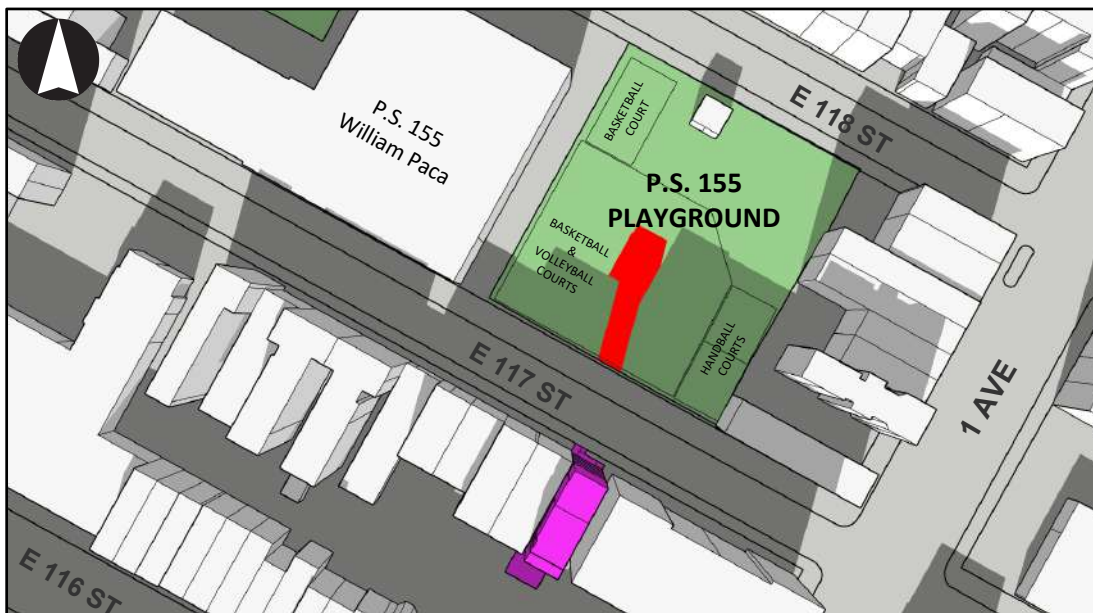 P.S. 155
William Paca
BASKETBALL
COURT
E 118 ST
P.S. 155
PLAYGROUND
BASKETBALL
&
VOLLEYBALL
COURTS
HANDBALL
COURTS
E 117 ST
1 AVE
E 116 ST